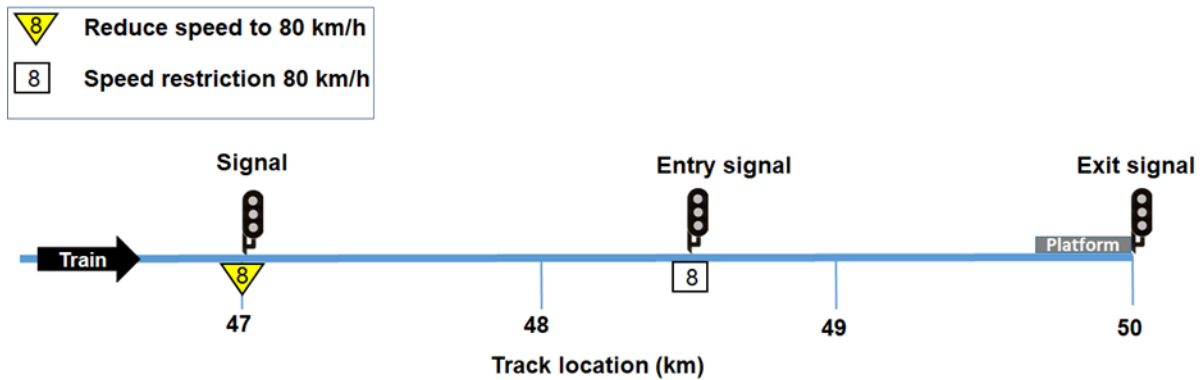 8 Reduce speed to 80 km/h
8 Speed restriction 80 km/h
Signal
Entry signal
Exit signal
Train
Platform
8
8
47
48
49
50
Track location (km)